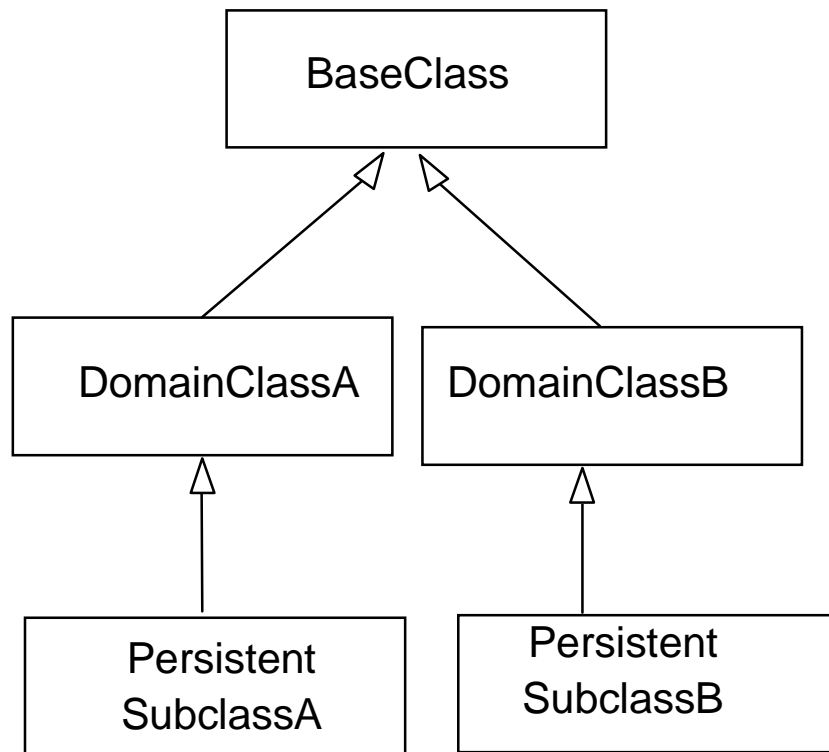 BaseClass
DomainClassA
DomainClassB
Persistent
SubclassA
Persistent
SubclassB